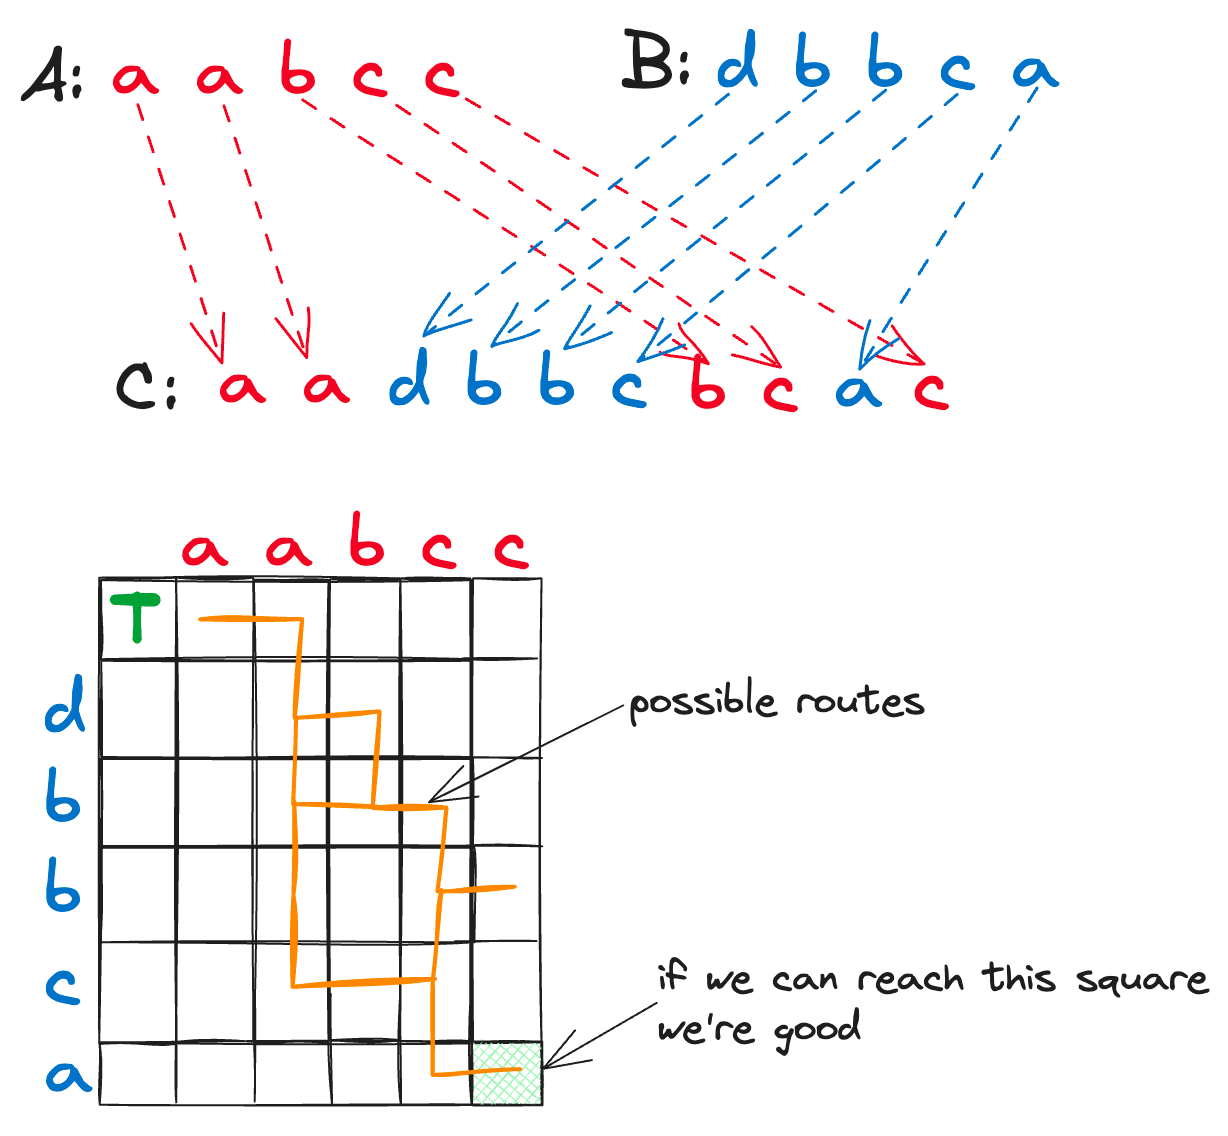 A: a a b c c
B: d b b c a
C: a a d b b c b c a c
a a b c c
T
d
possible routes
b
b
c
if we can reach this square
we're good
a